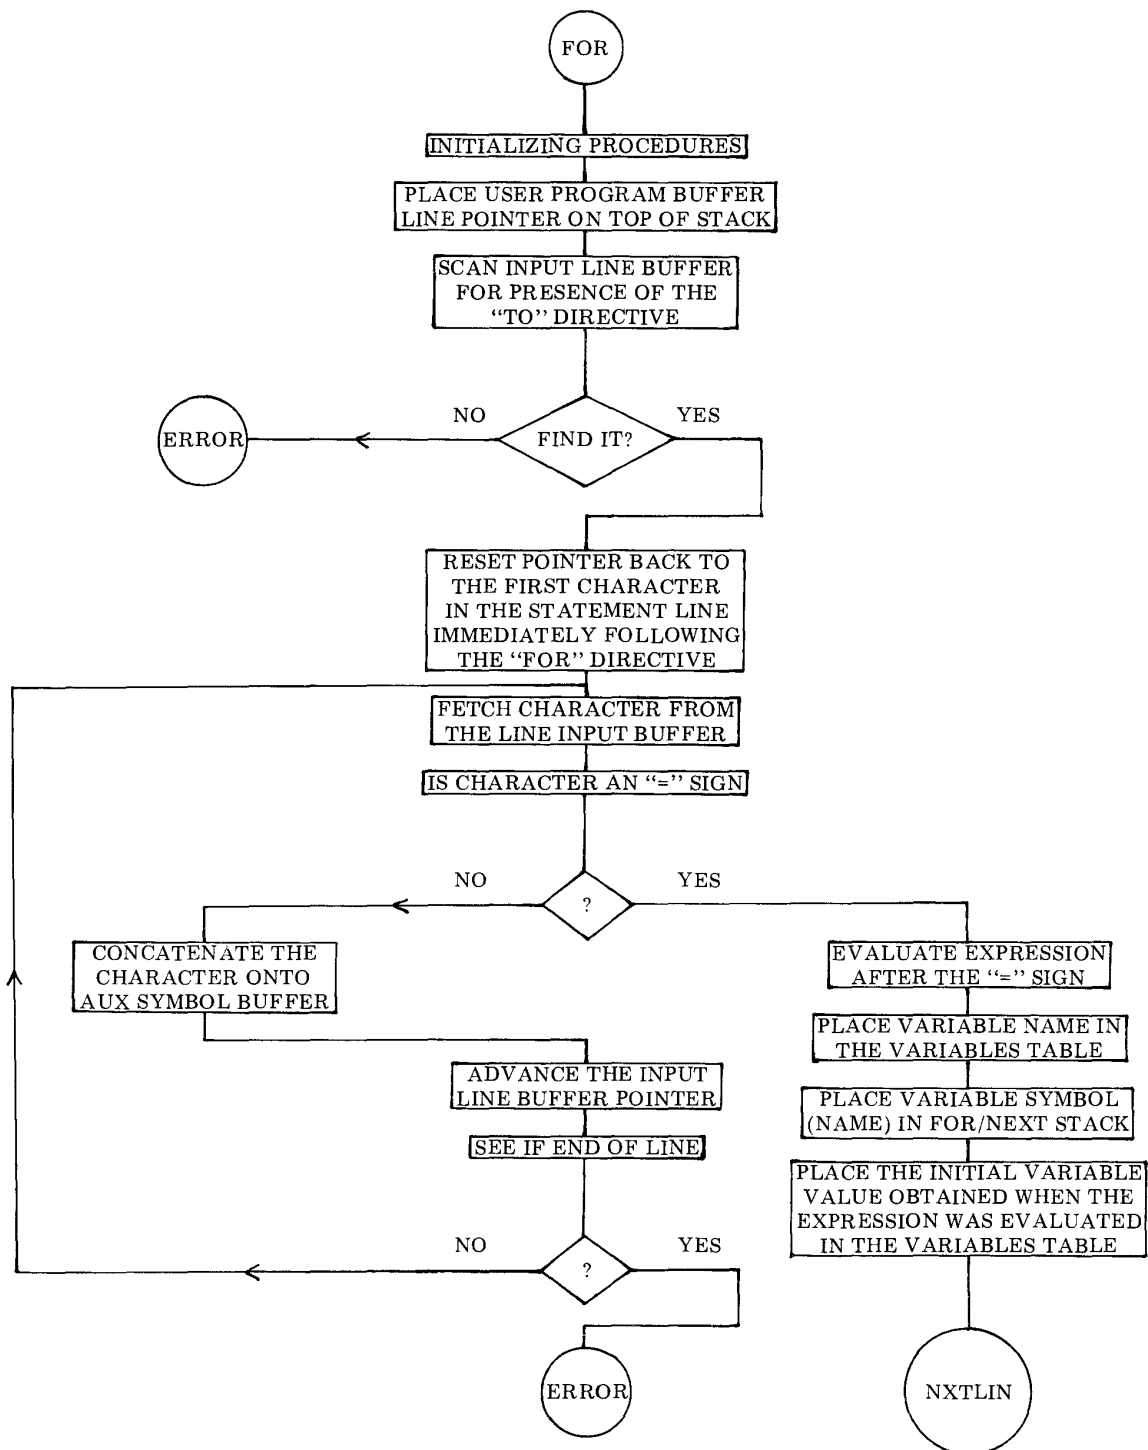 FOR
INITIALIZING PROCEDURES
PLACE USER PROGRAM BUFFER
LINE POINTER ON TOP OF STACK
SCAN INPUT LINE BUFFER
FOR PRESENCE OF THE
“TO” DIRECTIVE
NO
YES
ERROR
FIND IT?
RESET POINTER BACK TO
THE FIRST CHARACTER
IN THE STATEMENT LINE
IMMEDIATELY FOLLOWING
THE “FOR” DIRECTIVE
FETCH CHARACTER FROM
THE LINE INPUT BUFFER
IS CHARACTER AN “=” SIGN
NO
YES
?
CONCATENATE THE
CHARACTER ONTO
AUX SYMBOL BUFFER
ADVANCE THE INPUT
LINE BUFFER POINTER
SEE IF END OF LINE
NO
YES
?
ERROR
EVALUATE EXPRESSION
AFTER THE “=” SIGN
PLACE VARIABLE NAME IN
THE VARIABLES TABLE
PLACE VARIABLE SYMBOL
(NAME) IN FOR/NEXT STACK
PLACE THE INITIAL VARIABLE
VALUE OBTAINED WHEN THE
EXPRESSION WAS EVALUATED
IN THE VARIABLES TABLE
NXTLIN